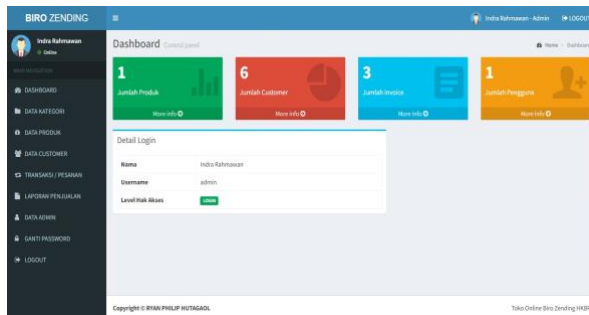 BIRO ZENDING
Indra Rahmawan - Admin
LOGOUT
Indra Rahmawan
Online
Dashboard Control panel
Home > Dashboard
MAIN NAVIGATION
DASHBOARD
DATA KATEGORI
DATA PRODUK
DATA CUSTOMER
TRANSAKSI / PESANAN
LAPORAN PENJUALAN
DATA ADMIN
GANTI PASSWORD
LOGOUT
1
Jumlah Produk
More info
6
Jumlah Customer
More info
3
Jumlah Invoice
More info
1
Jumlah Pengguna
More info
Detail Login
Nama Indra Rahmawan
Username admin
Level Hak Akses
Copyright © RYAN PHILIP HUTAGAOL
Toko Online Biro Zending HKBP